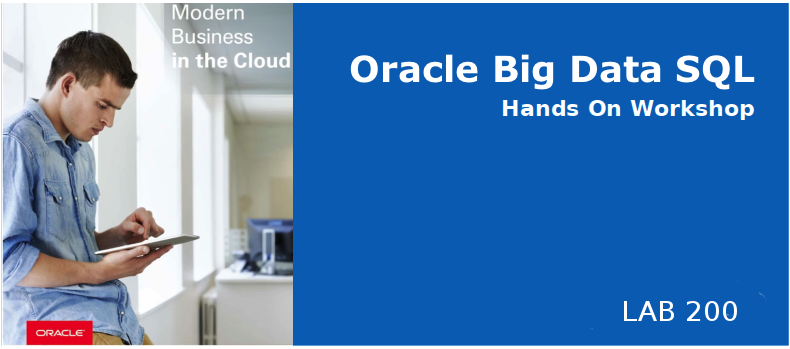 Modern
Business
in the Cloud
Oracle Big Data SQL
Hands On Workshop
LAB 200
ORACLE